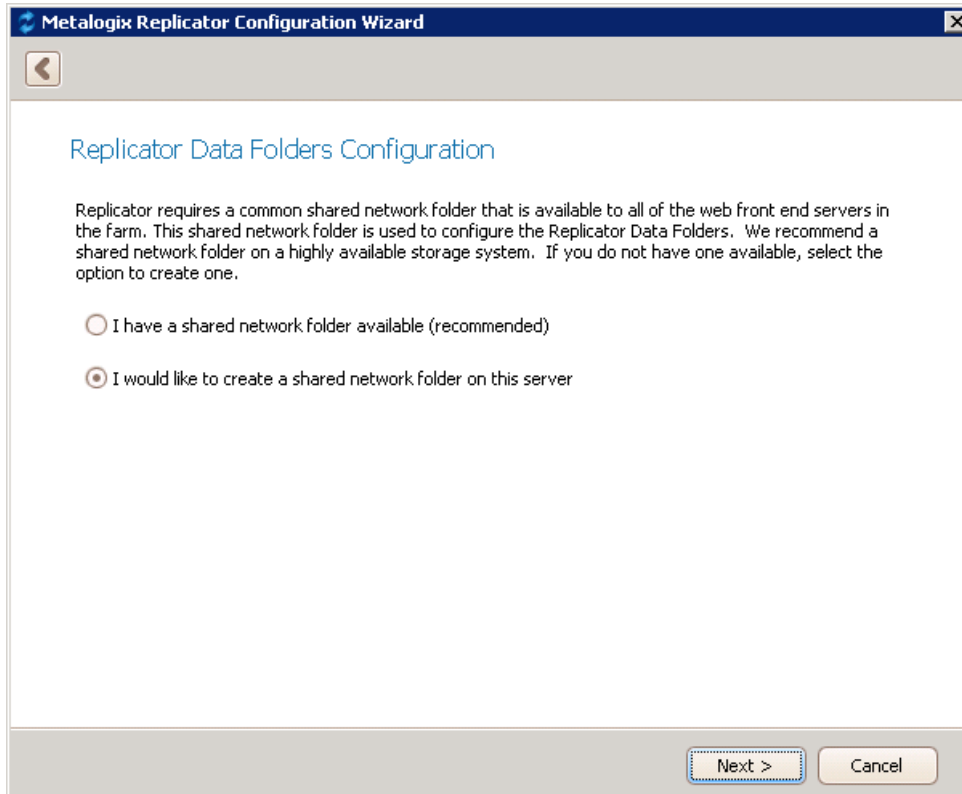 Metalogix Replicator Configuration Wizard
Replicator Data Folders Configuration
Replicator requires a common shared network folder that is available to all of the web front end servers in
the farm. This shared network folder is used to configure the Replicator Data Folders. We recommend a
shared network folder on a highly available storage system. If you do not have one available, select the
option to create one.
I have a shared network folder available (recommended)
I would like to create a shared network folder on this server
Next >
Cancel